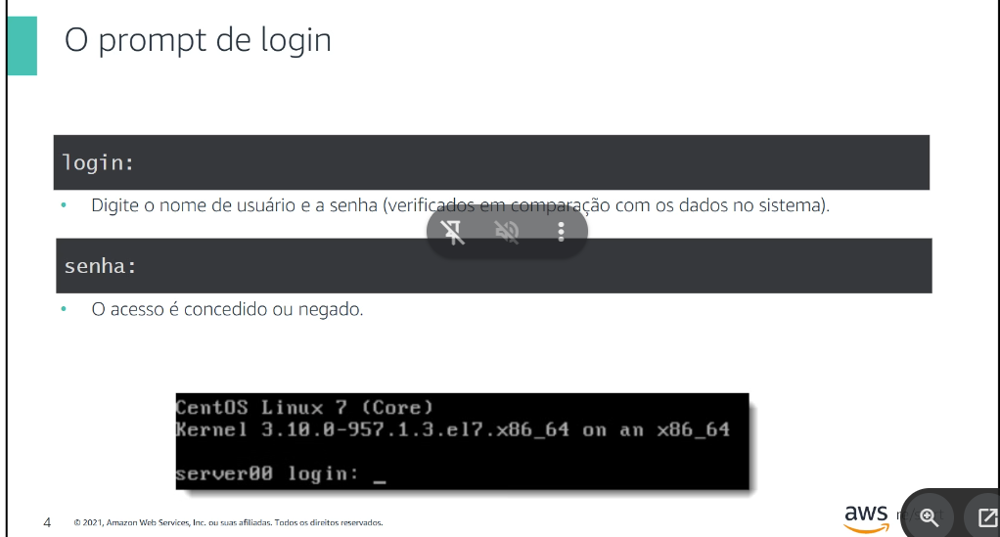 O prompt de login
login:
Digite o nome de usuário e a senha (verificados em comparação com os dados no sistema).
senha:
O acesso é concedido ou negado.
CentOS Linux 7 (Core)
Kernel 3.10.0-957.1.3.el7.x86_64 on an x86_64
server00 login: _
4 © 2021, Amazon Web Services, Inc. ou suas afiliadas. Todos os direitos reservados.
aws